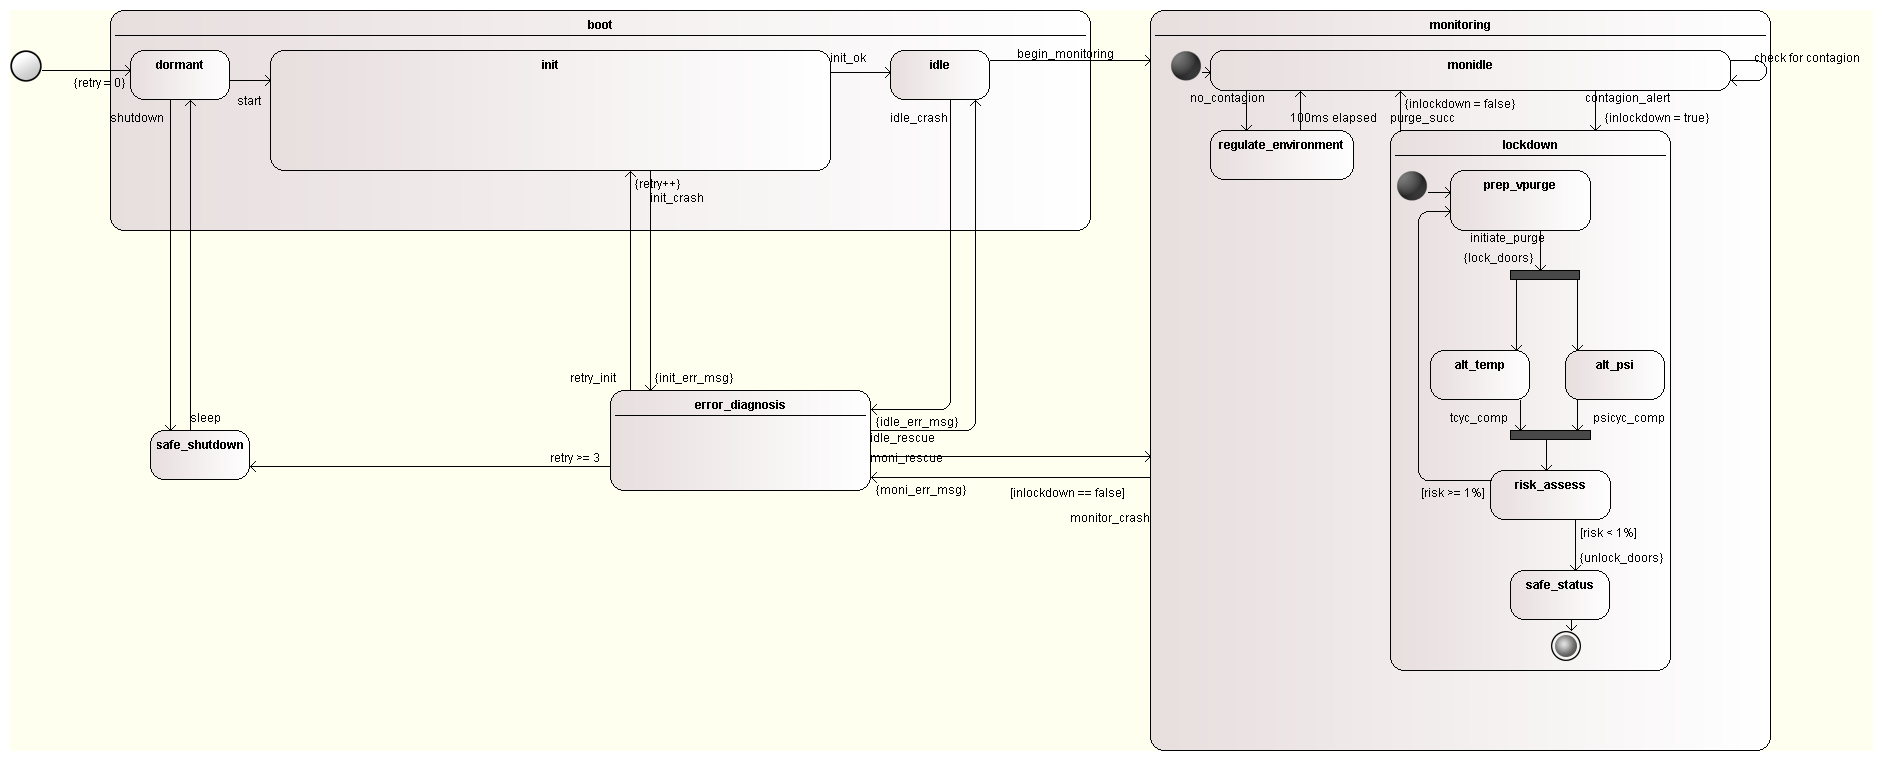 boot
monitoring
dormant
init
init_ok
idle
begin_monitoring
monidle
check for contagion
{retry = 0}
start
shutdown
idle_crash
no_contagion
100ms elapsed
{inlockdown = false}
purge_succ
contagion_alert
{inlockdown = true}
regulate_environment
lockdown
{retry++}
init_crash
prep_vpurge
initiate_purge
{lock_doors}
alt_temp
alt_psi
retry_init
{init_err_msg}
error_diagnosis
sleep
safe_shutdown
{idle_err_msg}
idle_rescue
tcyc_comp
psicyc_comp
retry >= 3
moni_rescue
{moni_err_msg}
[inlockdown == false]
monitor_crash
risk_assess
[risk >= 1%]
[risk < 1%]
{unlock_doors}
safe_status